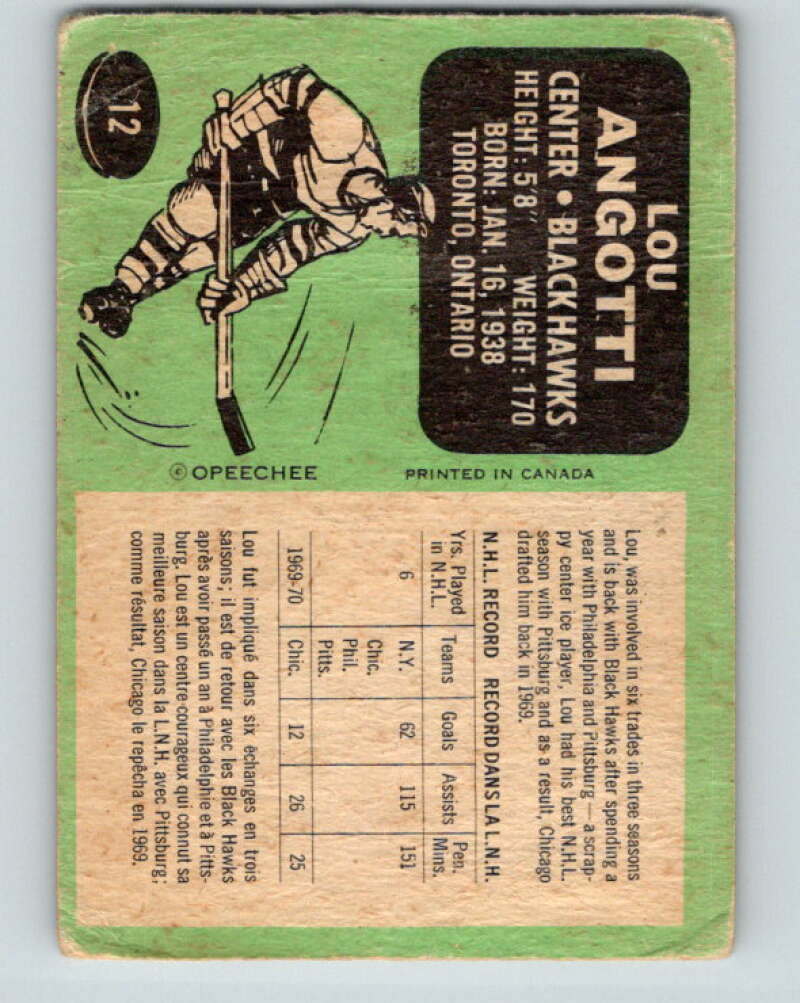 LOU
ANGOTTI
CENTER • BLACK HAWKS
HEIGHT: 5'8" WEIGHT: 170
BORN: JAN. 16, 1938
TORONTO, ONTARIO
12
© OPEECHEE
PRINTED IN CANADA
Lou, was involved in six trades in three seasons
and is back with Black Hawks after spending a
year with Philadelphia and Pittsburg — a scrap-
py center ice player, Lou had his best N.H.L.
season with Pittsburg and as a result, Chicago
drafted him back in 1969.
N.H.L. RECORD RECORD DANS LA L.N.H.
Yrs. Played in N.H.L. Teams Goals Assists Pen. Mins.
6 N.Y. 62 115 151
Chic.
Phil.
Pitts.
1969-70 Chic. 12 26 25
Lou fut impliqué dans six échanges en trois
saisons; il est de retour avec les Black Hawks
après avoir passé un an à Philadelphie et à Pitts-
burg. Lou est un centre courageux qui connut sa
meilleure saison dans la L.N.H. avec Pittsburg;
comme résultat, Chicago le repêcha en 1969.